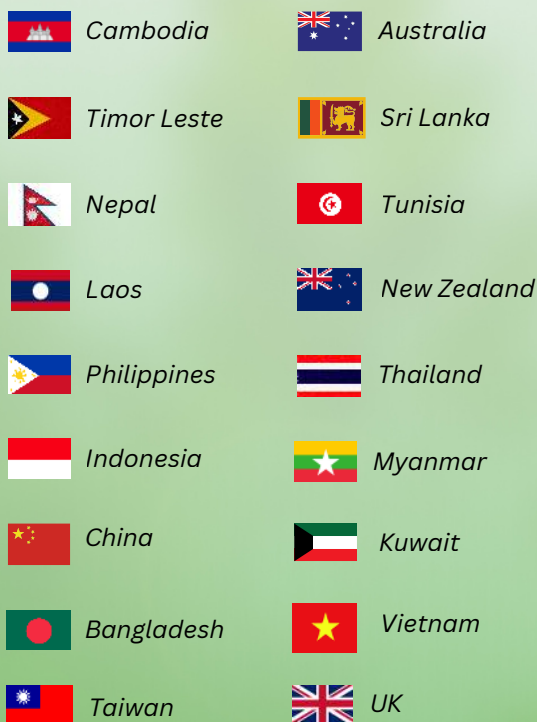 Cambodia
Timor Leste
Nepal
Laos
Philippines
Indonesia
China
Bangladesh
Taiwan
Australia
Sri Lanka
Tunisia
New Zealand
Thailand
Myanmar
Kuwait
Vietnam
UK